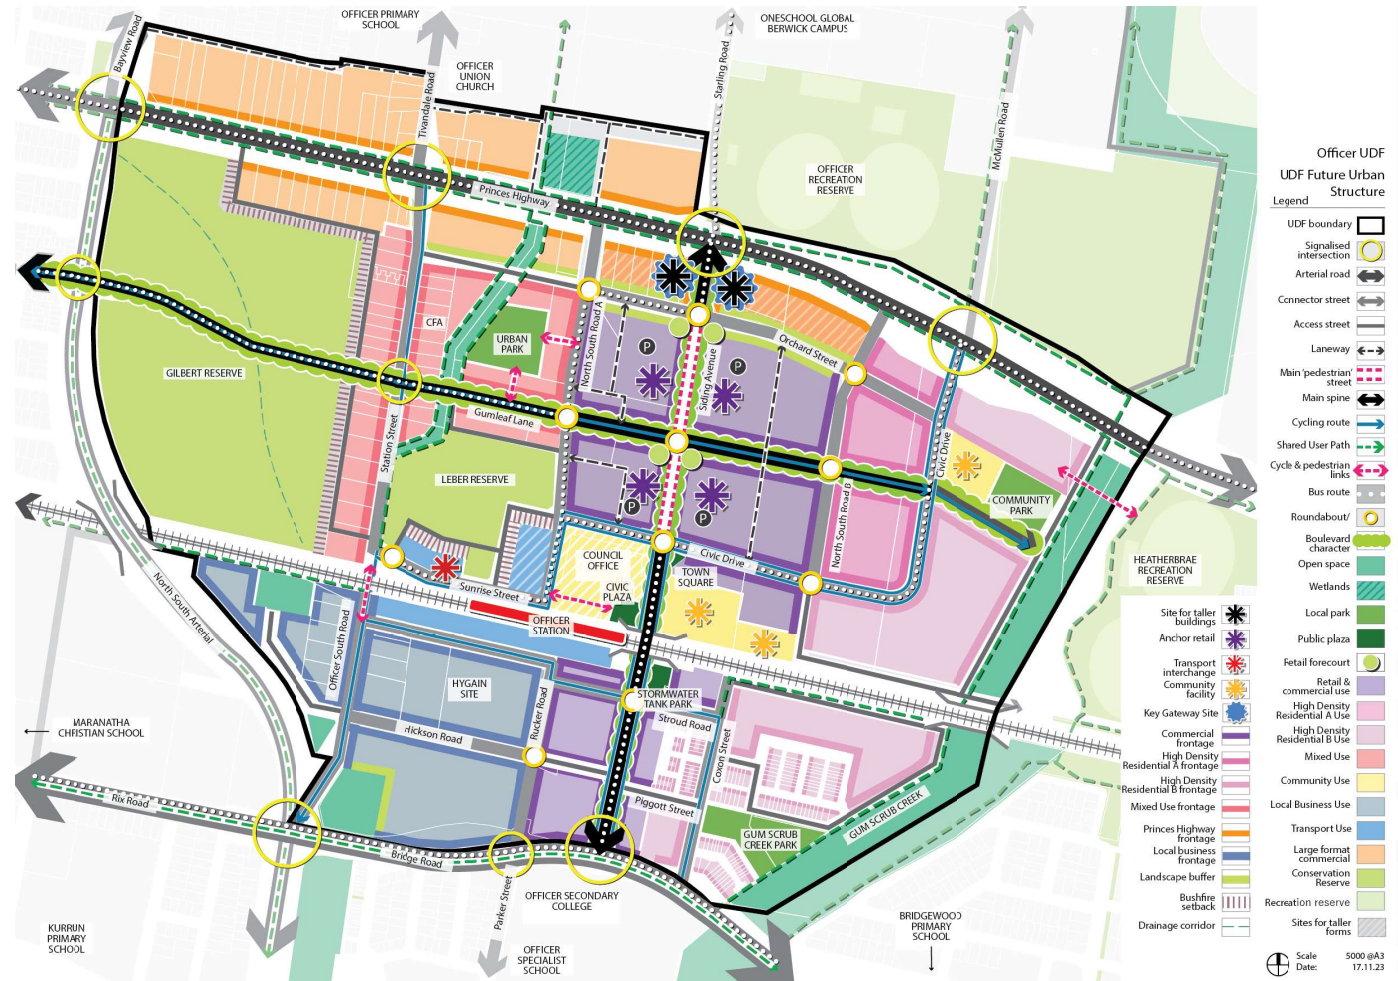 OFFICER PRIMARY
SCHOOL
ONESCHOOL GLOBAL
BERWICK CAMPUS
Bayview Road
Tivandale Road
OFFICER
UNION
CHURCH
Starling Road
McMullen Road
OFFICER
RECREATION
RESERVE
Princes Highway
CFA
URBAN
PARK
North South Road A
P
P
Siding Avenue
Orchard Street
GILBERT RESERVE
Gumleaf Lane
Station Street
LEBER RESERVE
Civic Drive
COMMUNITY
PARK
P
P
North South Road B
COUNCIL
OFFICE
Civic Drive
TOWN
SQUARE
CIVIC
PLAZA
Sunrise Street
OFFICER
STATION
HEATHERBRAE
RECREATION
RESERVE
North South Arterial
Officer South Road
HYGAIN
SITE
STORMWATER
TANK PARK
Stroud Road
Rucker Road
Hickson Road
Coxon Street
MARANATHA
CHRISTIAN SCHOOL
Rix Road
Piggott Street
GUM SCRUB
CREEK PARK
GUM SCRUB CREEK
Bridge Road
Parker Street
OFFICER SECONDARY
COLLEGE
KURRUN
PRIMARY
SCHOOL
OFFICER
SPECIALIST
SCHOOL
BRIDGEWOOD
PRIMARY
SCHOOL
Officer UDF
UDF Future Urban
Structure
Legend
UDF boundary
Signalised
intersection
Arterial road
Connector street
Access street
Laneway
Main 'pedestrian'
street
Main spine
Cycling route
Shared User Path
Cycle & pedestrian
links
Bus route
Roundabout/
Boulevard
character
Open space
Wetlands
Local park
Public plaza
Fetail forecourt
Retail &
commercial use
High Density
Residential A Use
High Density
Residential B Use
Mixed Use
Community Use
Local Business Use
Transport Use
Large format
commercial
Conservation
Reserve
Recreation reserve
Sites for taller
forms
Site for taller
buildings
Anchor retail
Transport
interchange
Community
facility
Key Gateway Site
Commercial
frontage
High Density
Residential A frontage
High Density
Residential B frontage
Mixed Use frontage
Princes Highway
frontage
Local business
frontage
Landscape buffer
Bushfire
setback
Drainage corridor
Scale 5000 @A3
Date: 17.11.23